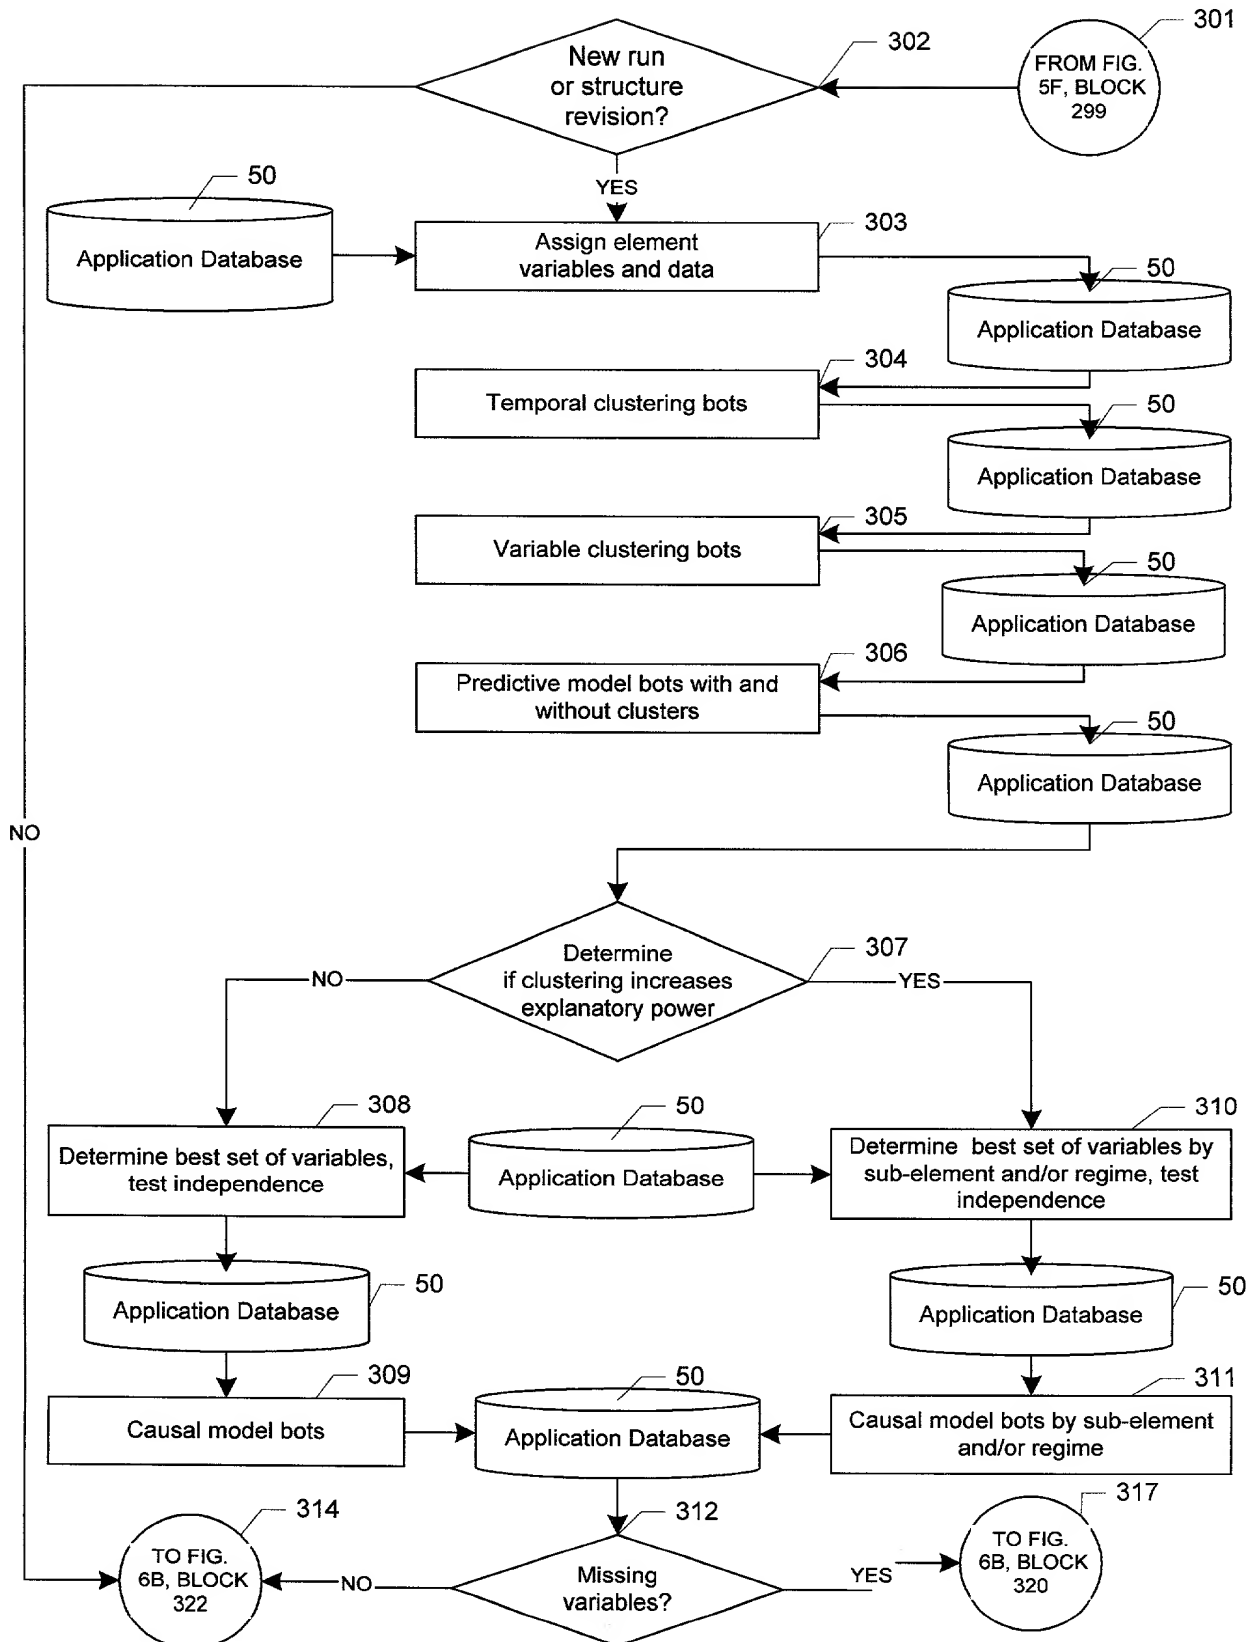 301
302
New run
or structure
revision?
FROM FIG.
5F, BLOCK
299
YES
50
Application Database
303
Assign element
variables and data
50
Application Database
304
Temporal clustering bots
50
Application Database
305
Variable clustering bots
50
Application Database
306
Predictive model bots with and
without clusters
50
Application Database
NO
307
Determine
if clustering increases
explanatory power
NO
YES
308
Determine best set of variables,
test independence
50
Application Database
310
Determine best set of variables by
sub-element and/or regime, test
independence
50
Application Database
50
Application Database
309
Causal model bots
50
Application Database
311
Causal model bots by sub-element
and/or regime
314
TO FIG.
6B, BLOCK
322
NO
312
Missing
variables?
YES
317
TO FIG.
6B, BLOCK
320